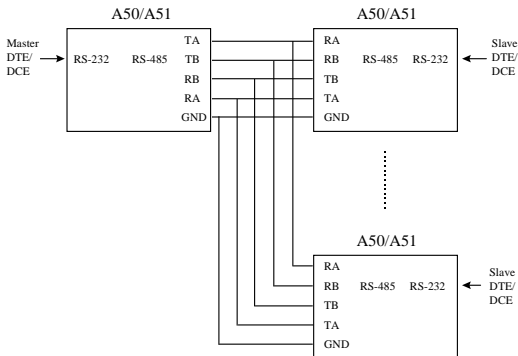 A50/A51
A50/A51
Master
DTE/
DCE
RS-232
RS-485
TA
TB
RB
RA
GND
RA
RB
TB
TA
GND
RS-485
RS-232
Slave
DTE/
DCE
A50/A51
RA
RB
TB
TA
GND
RS-485
RS-232
Slave
DTE/
DCE